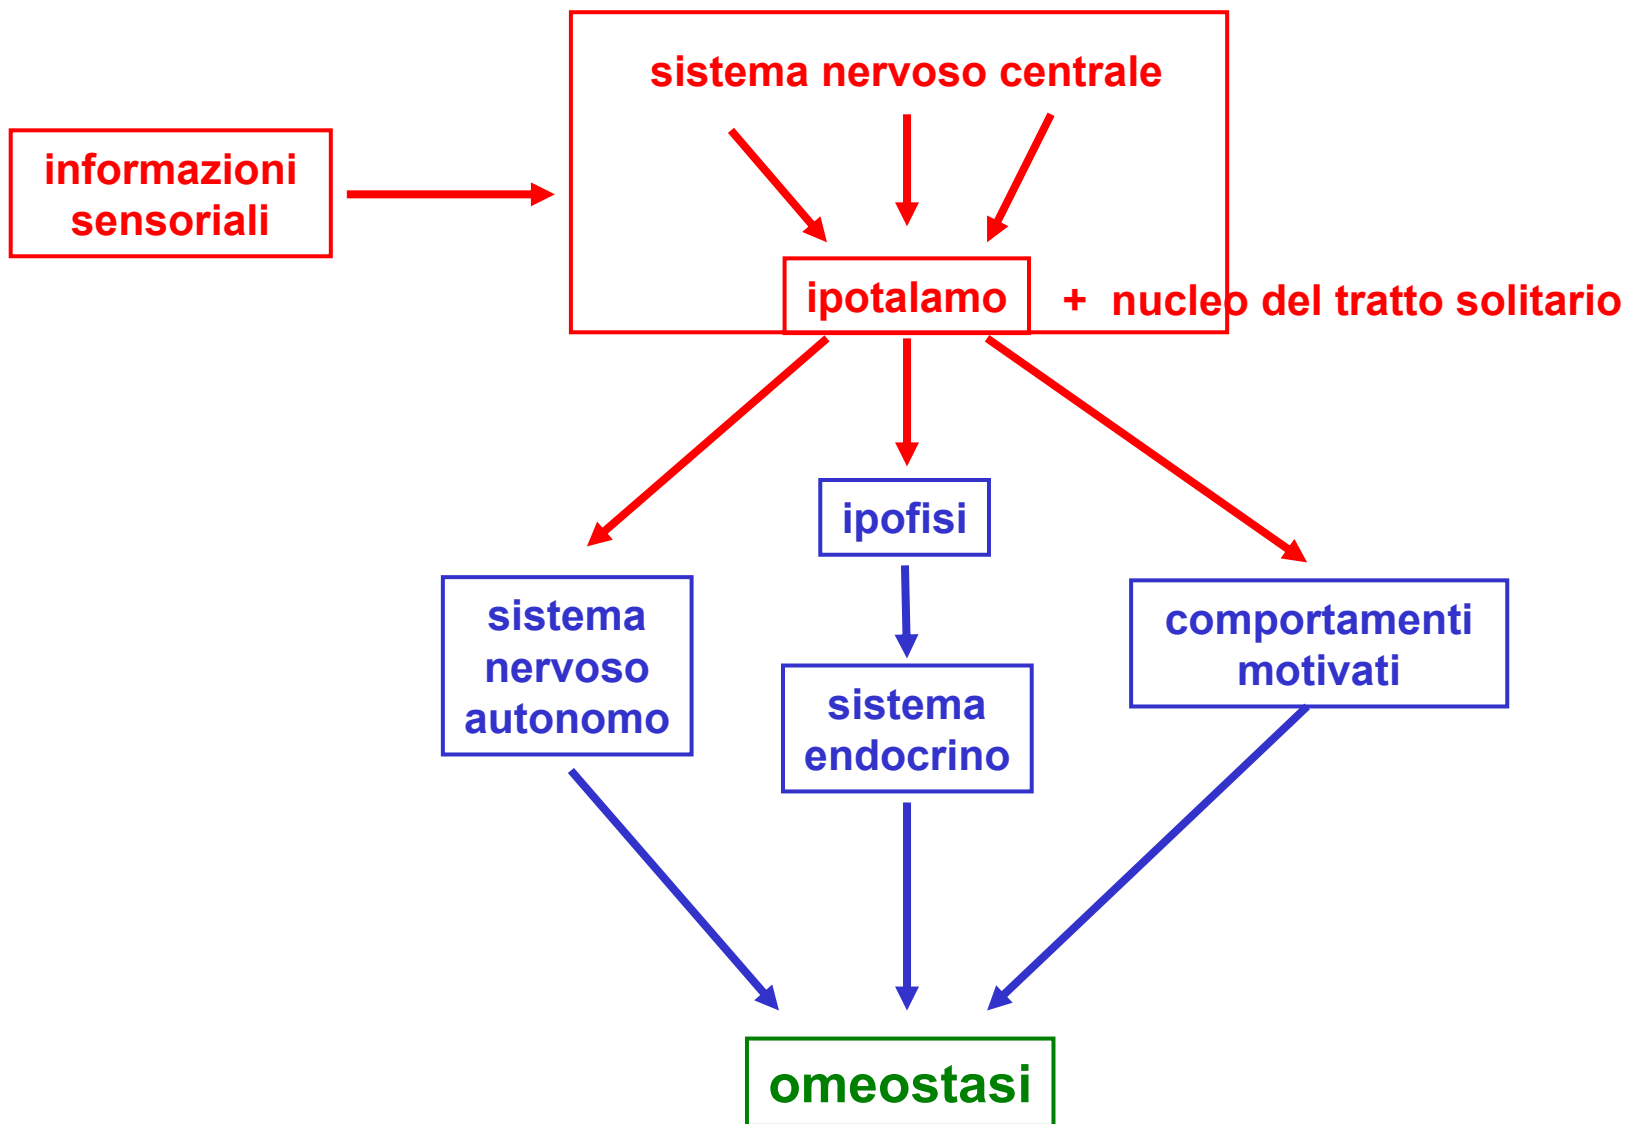 sistema nervoso centrale
informazioni
sensoriali
ipotalamo + nucleo del tratto solitario
ipofisi
sistema
nervoso
autonomo
sistema
endocrino
comportamenti
motivati
omeostasi